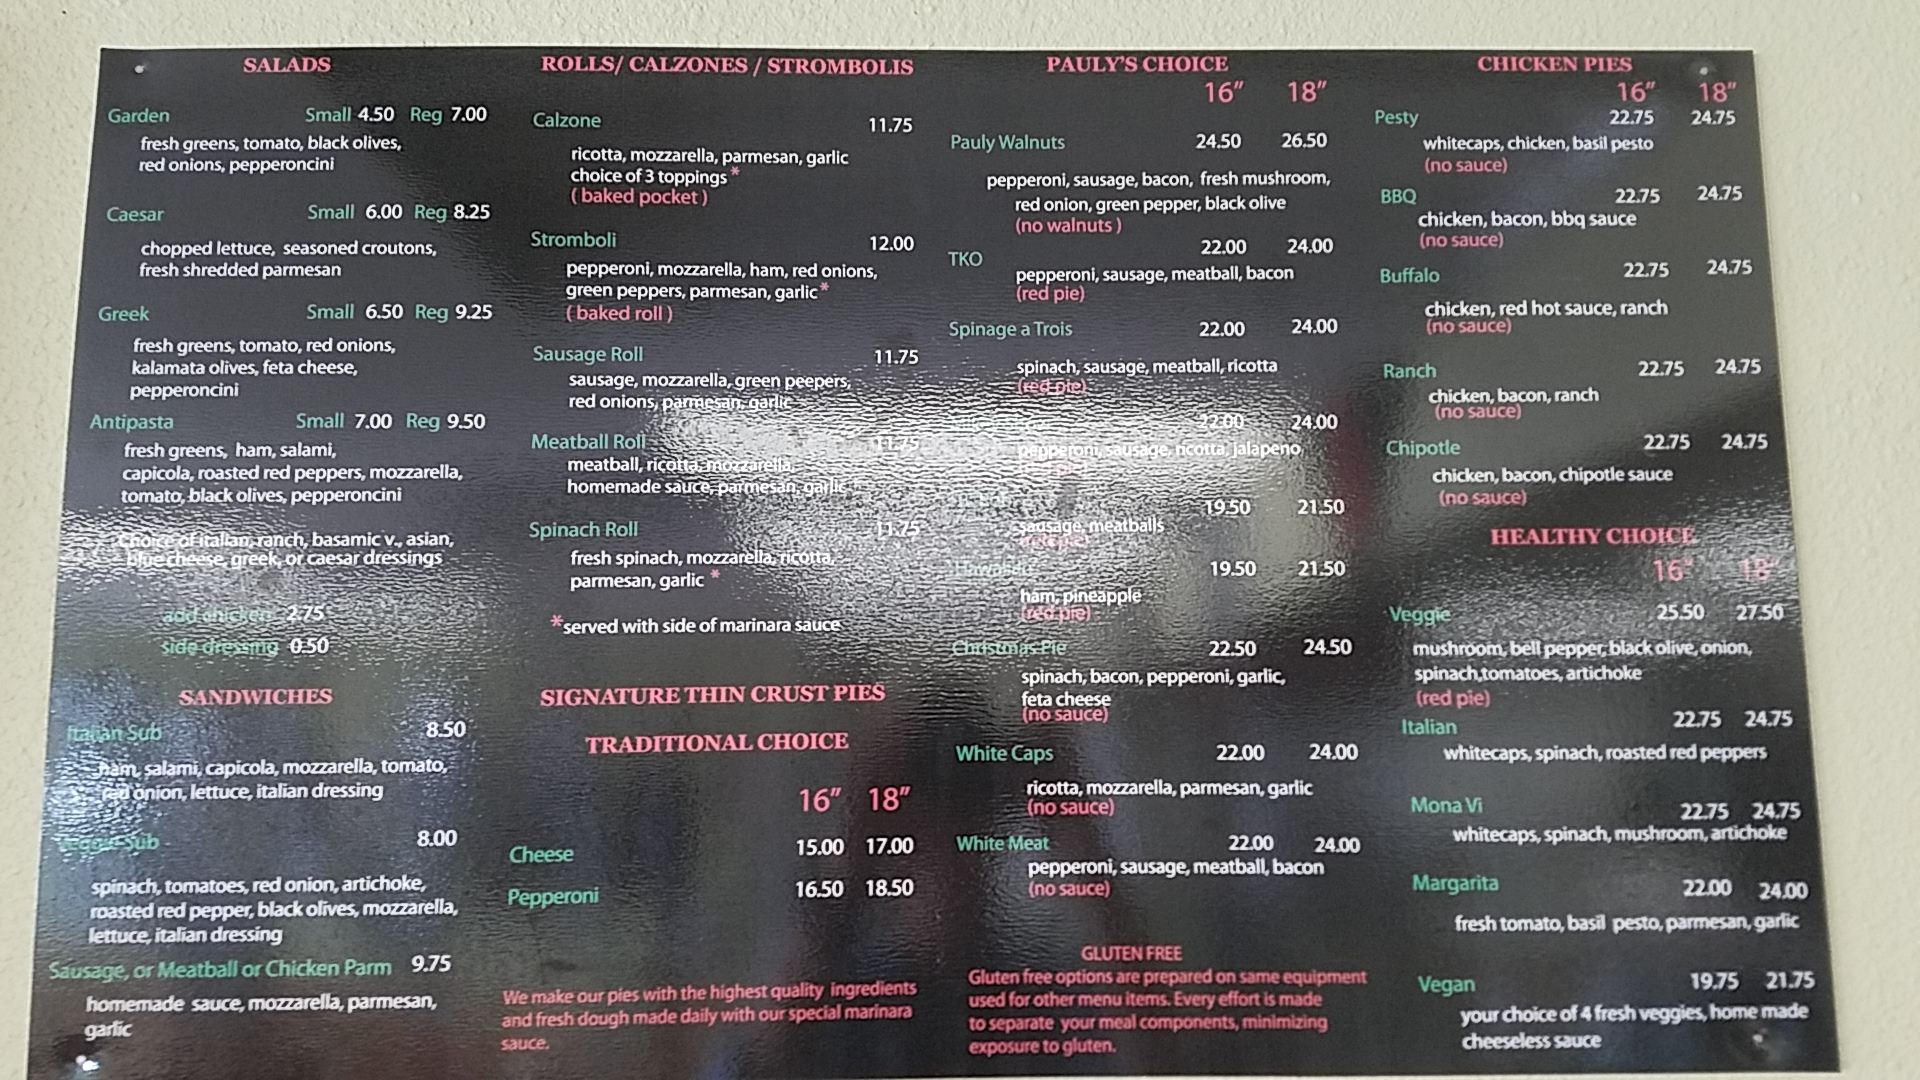 SALADS
Garden Small 4.50 Reg 7.00
fresh greens, tomato, black olives,
red onions, pepperoncini
Caesar Small 6.00 Reg 8.25
chopped lettuce, seasoned croutons,
fresh shredded parmesan
Greek Small 6.50 Reg 9.25
fresh greens, tomato, red onions,
kalamata olives, feta cheese,
pepperoncini
Antipasta Small 7.00 Reg 9.50
fresh greens, ham, salami,
capicola, roasted red peppers, mozzarella,
tomato, black olives, pepperoncini
Choice of italian, ranch, basamic v., asian,
blue cheese, greek, or caesar dressings
add chicken 2.75
side dressing 0.50
SANDWICHES
Italian Sub 8.50
ham, salami, capicola, mozzarella, tomato,
red onion, lettuce, italian dressing
Veggie Sub 8.00
spinach, tomatoes, red onion, artichoke,
roasted red pepper, black olives, mozzarella,
lettuce, italian dressing
Sausage, or Meatball or Chicken Parm 9.75
homemade sauce, mozzarella, parmesan,
garlic
ROLLS/ CALZONES / STROMBOLIS
Calzone 11.75
ricotta, mozzarella, parmesan, garlic
choice of 3 toppings *
( baked pocket )
Stromboli 12.00
pepperoni, mozzarella, ham, red onions,
green peppers, parmesan, garlic *
( baked roll )
Sausage Roll 11.75
sausage, mozzarella, green peepers,
red onions, parmesan, garlic
Meatball Roll 11.75
meatball, ricotta, mozzarella,
homemade sauce, parmesan, garlic
Spinach Roll 11.75
fresh spinach, mozzarella, ricotta,
parmesan, garlic *
*served with side of marinara sauce
SIGNATURE THIN CRUST PIES
TRADITIONAL CHOICE
16" 18"
Cheese 15.00 17.00
Pepperoni 16.50 18.50
We make our pies with the highest quality ingredients
and fresh dough made daily with our special marinara
sauce.
PAULY'S CHOICE
16" 18"
Pauly Walnuts 24.50 26.50
pepperoni, sausage, bacon, fresh mushroom,
red onion, green pepper, black olive
(no walnuts )
TKO 22.00 24.00
pepperoni, sausage, meatball, bacon
(red pie)
Spinage a Trois 22.00 24.00
spinach, sausage, meatball, ricotta
(red pie)
22.00 24.00
pepperoni, sausage, ricotta, jalapeno
(red pie)
19.50 21.50
sausage, meatballs
(red pie)
Hawaiian 19.50 21.50
ham, pineapple
(red pie)
Christmas Pie 22.50 24.50
spinach, bacon, pepperoni, garlic,
feta cheese
(no sauce)
White Caps 22.00 24.00
ricotta, mozzarella, parmesan, garlic
(no sauce)
White Meat 22.00 24.00
pepperoni, sausage, meatball, bacon
(no sauce)
GLUTEN FREE
Gluten free options are prepared on same equipment
used for other menu items. Every effort is made
to separate your meal components, minimizing
exposure to gluten.
CHICKEN PIES
16" 18"
Pesty 22.75 24.75
whitecaps, chicken, basil pesto
(no sauce)
BBQ 22.75 24.75
chicken, bacon, bbq sauce
(no sauce)
Buffalo 22.75 24.75
chicken, red hot sauce, ranch
(no sauce)
Ranch 22.75 24.75
chicken, bacon, ranch
(no sauce)
Chipotle 22.75 24.75
chicken, bacon, chipotle sauce
(no sauce)
HEALTHY CHOICE
16" 18"
Veggie 25.50 27.50
mushroom, bell pepper, black olive, onion,
spinach,tomatoes, artichoke
(red pie)
Italian 22.75 24.75
whitecaps, spinach, roasted red peppers
Mona Vi 22.75 24.75
whitecaps, spinach, mushroom, artichoke
Margarita 22.00 24.00
fresh tomato, basil pesto, parmesan, garlic
Vegan 19.75 21.75
your choice of 4 fresh veggies, home made
cheeseless sauce